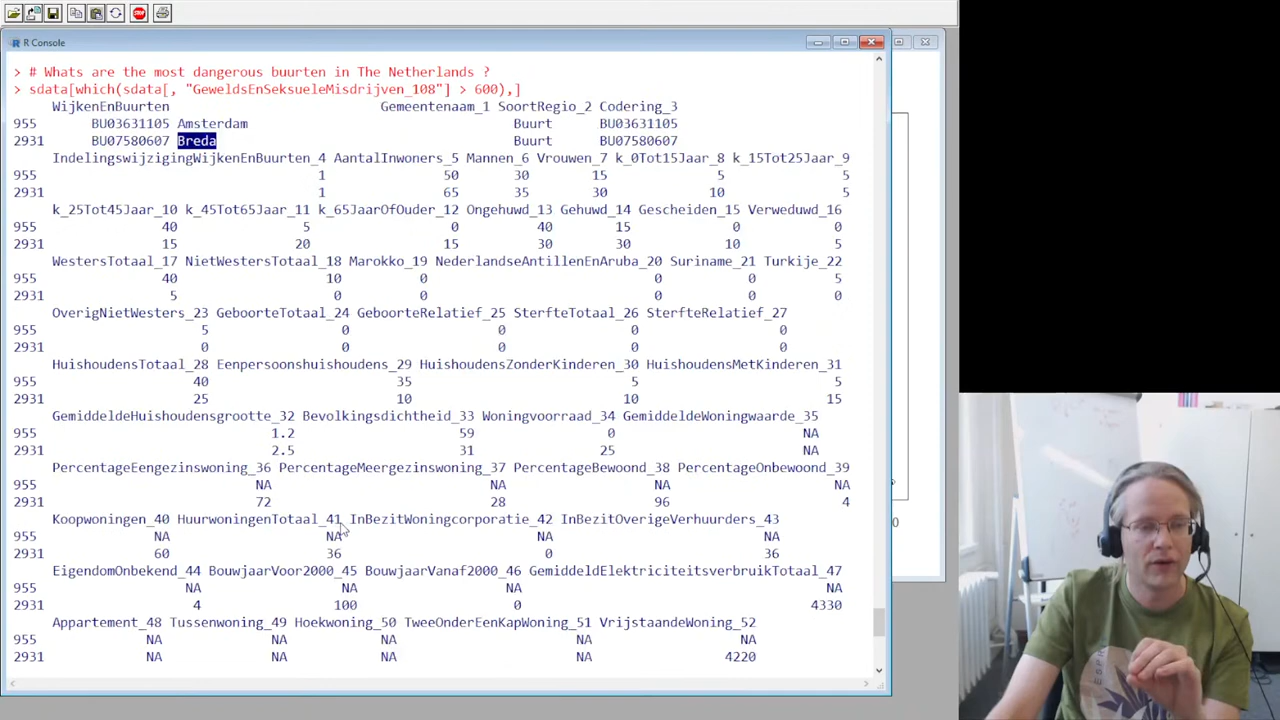 STOP
R R Console
> # Whats are the most dangerous buurten in The Netherlands ?
> sdata[which(sdata[, "GeweldsEnSeksueleMisdrijven_108"] > 600),]
WijkenEnBuurten Gemeentenaam_1 SoortRegio_2 Codering_3
955 BU03631105 Amsterdam Buurt BU03631105
2931 BU07580607 Breda Buurt BU07580607
IndelingswijzigingWijkenEnBuurten_4 AantalInwoners_5 Mannen_6 Vrouwen_7 k_0Tot15Jaar_8 k_15Tot25Jaar_9
955 1 50 30 15 5 5
2931 1 65 35 30 10 5
k_25Tot45Jaar_10 k_45Tot65Jaar_11 k_65JaarOfOuder_12 Ongehuwd_13 Gehuwd_14 Gescheiden_15 Verweduwd_16
955 40 5 0 40 15 0 0
2931 15 20 15 30 30 10 5
WestersTotaal_17 NietWestersTotaal_18 Marokko_19 NederlandseAntillenEnAruba_20 Suriname_21 Turkije_22
955 40 10 0 0 0 5
2931 5 0 0 0 0 0
OverigNietWesters_23 GeboorteTotaal_24 GeboorteRelatief_25 SterfteTotaal_26 SterfteRelatief_27
955 5 0 0 0 0
2931 0 0 0 0 0
HuishoudensTotaal_28 Eenpersoonshuishoudens_29 HuishoudensZonderKinderen_30 HuishoudensMetKinderen_31
955 40 35 5 5
2931 25 10 10 15
GemiddeldeHuishoudensgrootte_32 Bevolkingsdichtheid_33 Woningvoorraad_34 GemiddeldeWoningwaarde_35
955 1.2 59 0 NA
2931 2.5 31 25 NA
PercentageEengezinswoning_36 PercentageMeergezinswoning_37 PercentageBewoond_38 PercentageOnbewoond_39
955 NA NA NA NA
2931 72 28 96 4
Koopwoningen_40 HuurwoningenTotaal_41 InBezitWoningcorporatie_42 InBezitOverigeVerhuurders_43
955 NA NA NA NA
2931 60 36 0 36
EigendomOnbekend_44 BouwjaarVoor2000_45 BouwjaarVanaf2000_46 GemiddeldElektriciteitsverbruikTotaal_47
955 NA NA NA NA
2931 4 100 0 4330
Appartement_48 Tussenwoning_49 Hoekwoning_50 TweeOnderEenKapWoning_51 VrijstaandeWoning_52
955 NA NA NA NA NA
2931 NA NA NA NA 4220